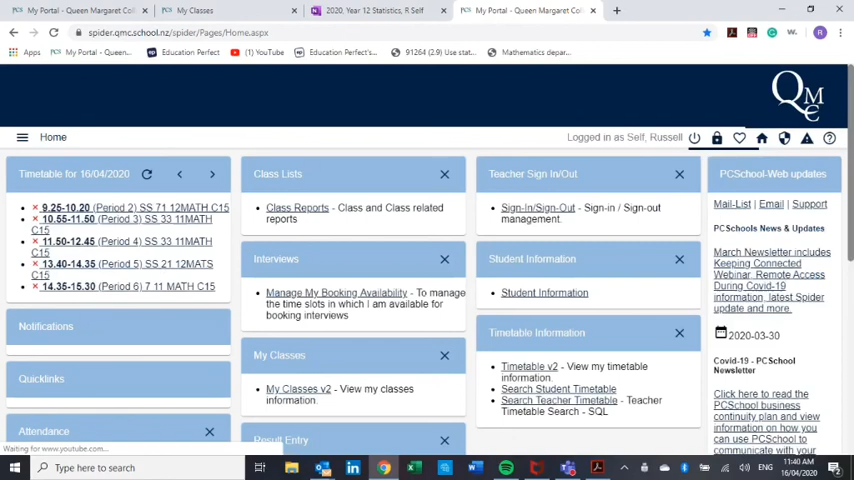 My Portal - Queen Margaret Coll
My Classes
2020, Year 12 Statistics, R Self
My Portal - Queen Margaret Coll
spider.qmc.school.nz/spider/Pages/Home.aspx
R
Apps
My Portal - Queen...
Education Perfect
(1) YouTube
Education Perfect's...
91264 (2.9) Use stat...
Mathematics depar...
QMC
Home
Logged in as Self, Russell
Timetable for 16/04/2020
9.25-10.20 (Period 2) SS 71 12MATH C15
10.55-11.50 (Period 3) SS 33 11MATH
C15
11.50-12.45 (Period 4) SS 33 11MATH
C15
13.40-14.35 (Period 5) SS 21 12MATS
C15
14.35-15.30 (Period 6) 7 11 MATH C15
Notifications
Quicklinks
Attendance
Class Lists
Class Reports - Class and Class related
reports
Interviews
Manage My Booking Availability - To manage
the time slots in which I am available for
booking interviews
My Classes
My Classes v2 - View my classes
information.
Result Entry
Teacher Sign In/Out
Sign-In/Sign-Out - Sign-in / Sign-out
management.
Student Information
Student Information
Timetable Information
Timetable v2 - View my timetable
information.
Search Student Timetable
Search Teacher Timetable - Teacher
Timetable Search - SQL
PCSchool-Web updates
Mail-List | Email | Support
PCSchools News & Updates
March Newsletter includes
Keeping Connected
Webinar, Remote Access
During Covid-19
information, latest Spider
update and more.
2020-03-30
Covid-19 - PCSchool
Newsletter
Click here to read the
PCSchool business
continuity plan and view
information on how you
can use PCSchool to
communicate with your
Waiting for www.youtube.com...
Type here to search
ENG
11:40 AM
16/04/2020
2